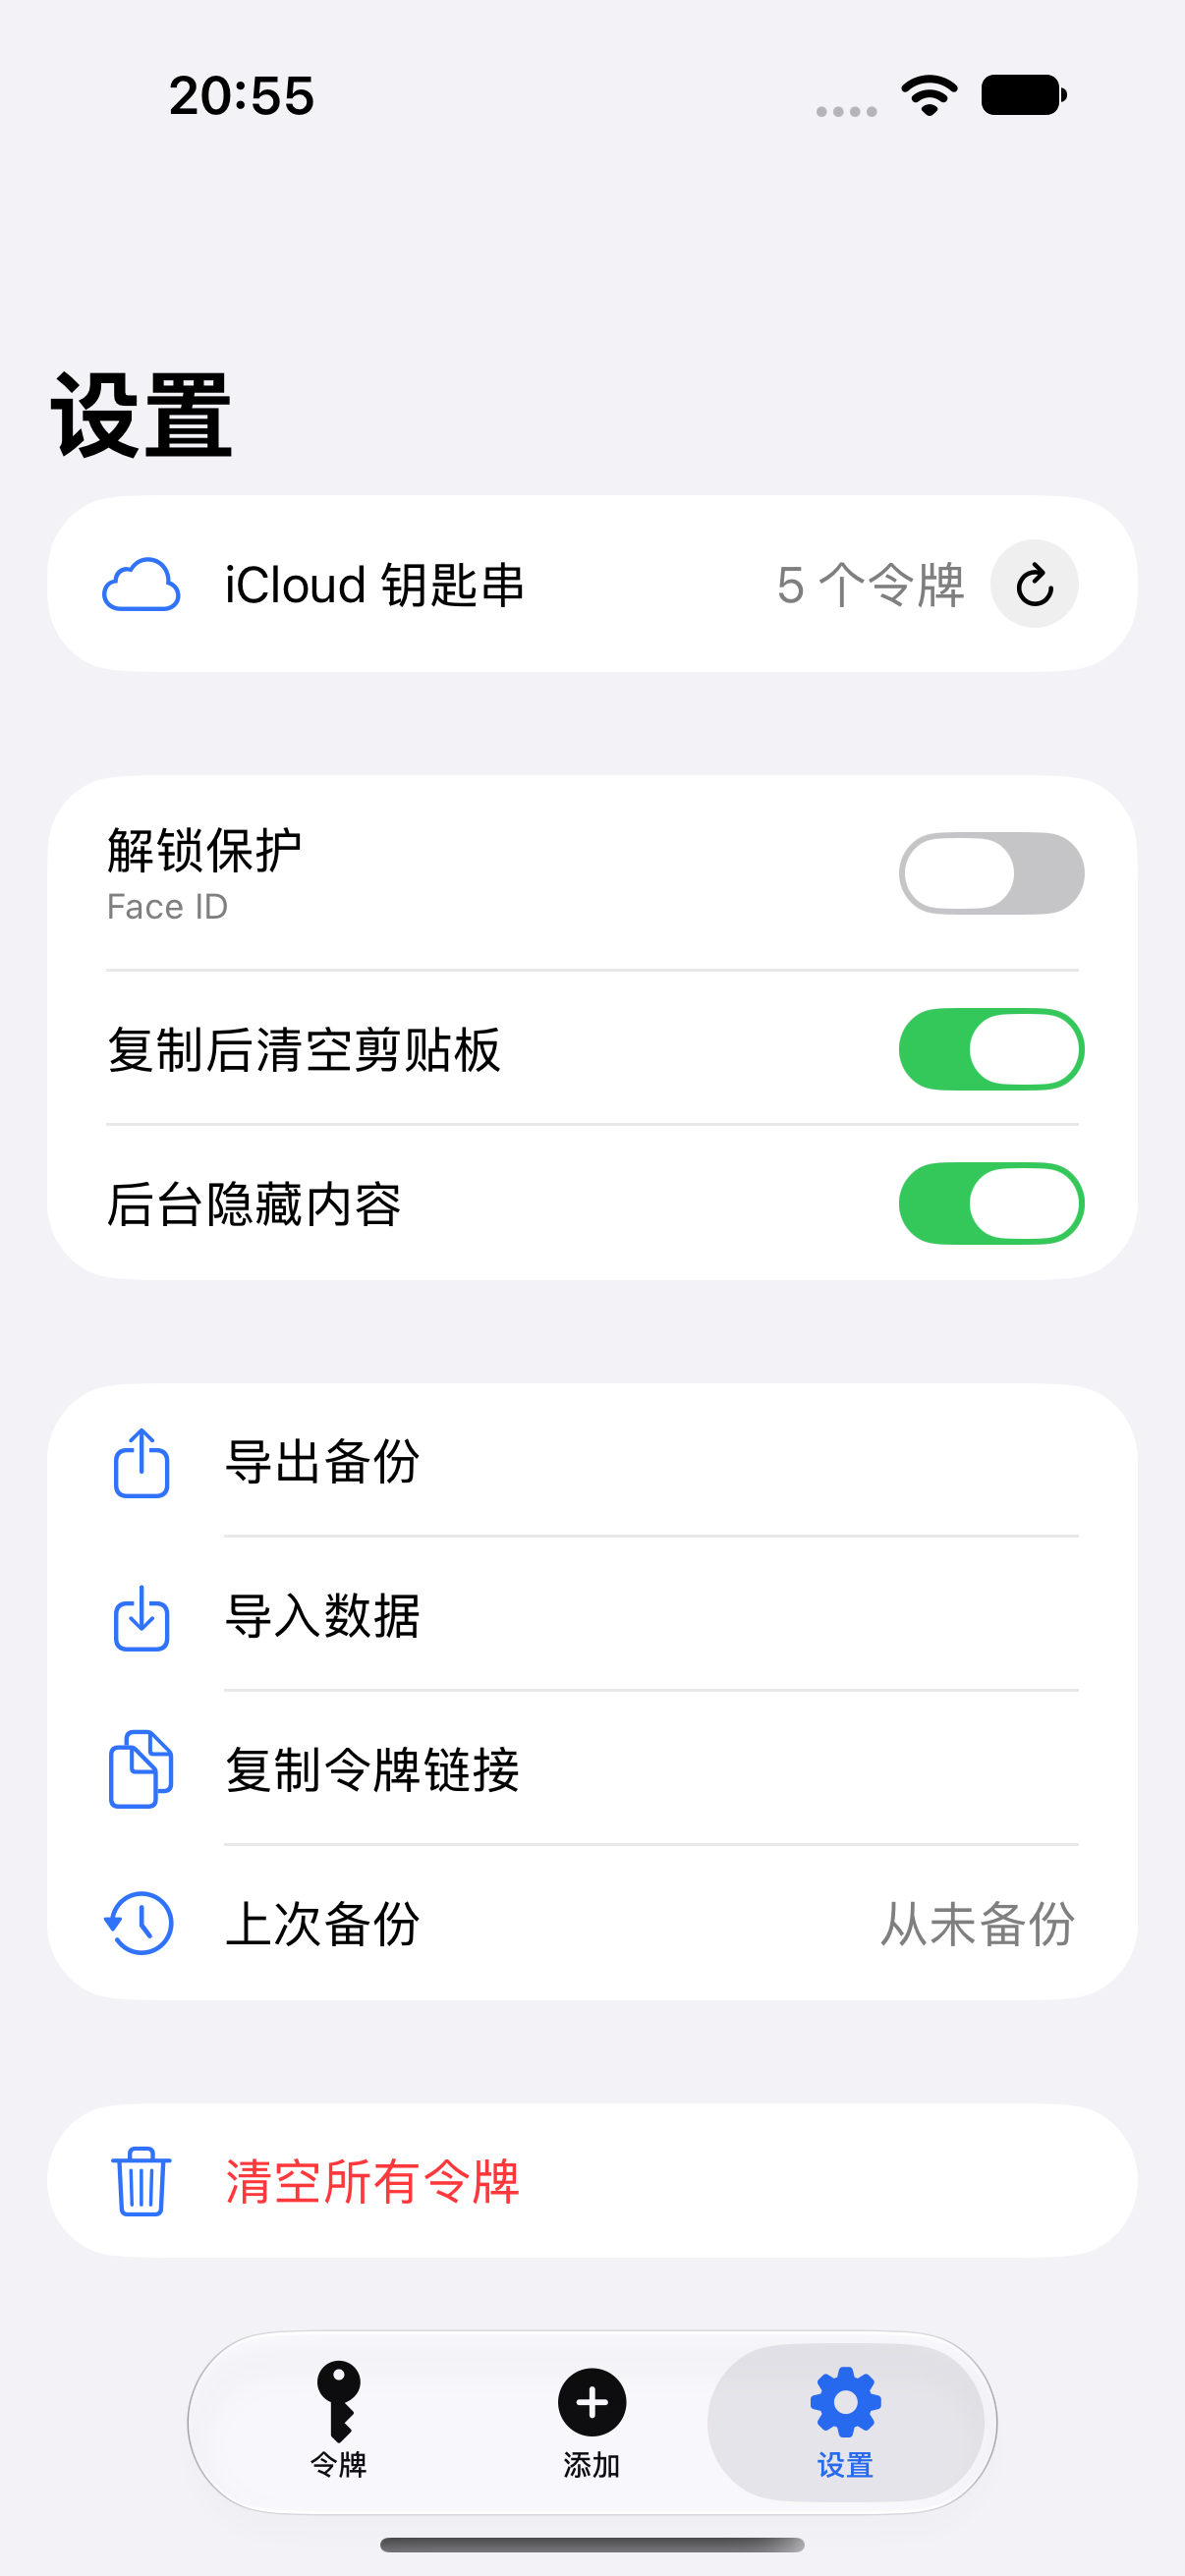 20:55
设置
iCloud 钥匙串
5 个令牌
解锁保护
Face ID
复制后清空剪贴板
后台隐藏内容
导出备份
导入数据
复制令牌链接
上次备份
从未备份
清空所有令牌
令牌
添加
设置